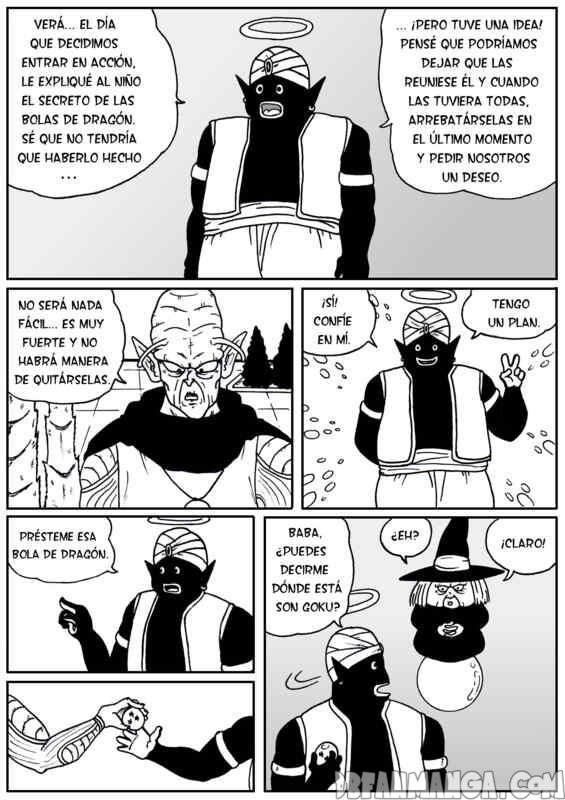 VERÁ... EL DÍA
QUE DECIDIMOS
ENTRAR EN ACCIÓN,
LE EXPLIQUÉ AL NIÑO
EL SECRETO DE LAS
BOLAS DE DRAGÓN.
SÉ QUE NO TENDRÍA
QUE HABERLO HECHO
...
... ¡PERO TUVE UNA IDEA!
PENSÉ QUE PODRÍAMOS
DEJAR QUE LAS
REUNIESE ÉL Y CUANDO
LAS TUVIERA TODAS,
ARREBATÁRSELAS EN
EL ÚLTIMO MOMENTO
Y PEDIR NOSOTROS
UN DESEO.
NO SERÁ NADA
FÁCIL... ES MUY
FUERTE Y NO
HABRÁ MANERA
DE QUITÁRSELAS.
¡SÍ!
CONFÍE
EN MÍ.
TENGO
UN PLAN.
PRÉSTEME ESA
BOLA DE DRAGÓN.
BABA,
¿PUEDES
DECIRME
DÓNDE ESTÁ
SON GOKU?
¿EH?
¡CLARO!
DBFANMANGA.COM